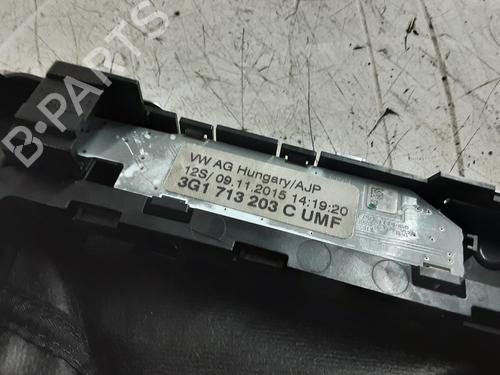 B-PARTS
VW AG Hungary/AJP
12S/ 09.11.2015 14:19:20
3G1 713 203 C UMF